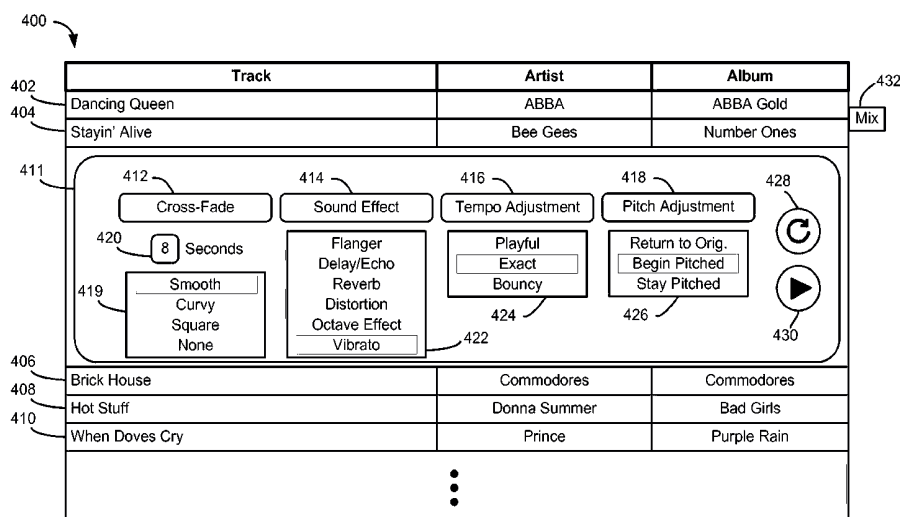 400
Track Artist Album
432
402 Dancing Queen ABBA ABBA Gold
Mix
404 Stayin' Alive Bee Gees Number Ones
411
412 414 416 418 428
Cross-Fade Sound Effect Tempo Adjustment Pitch Adjustment
420 8 Seconds
Flanger
Delay/Echo
Reverb
Distortion
Octave Effect
Vibrato
422
Playful
Exact
Bouncy
424
Return to Orig.
Begin Pitched
Stay Pitched
426
419
Smooth
Curvy
Square
None
430
406 Brick House Commodores Commodores
408 Hot Stuff Donna Summer Bad Girls
410 When Doves Cry Prince Purple Rain